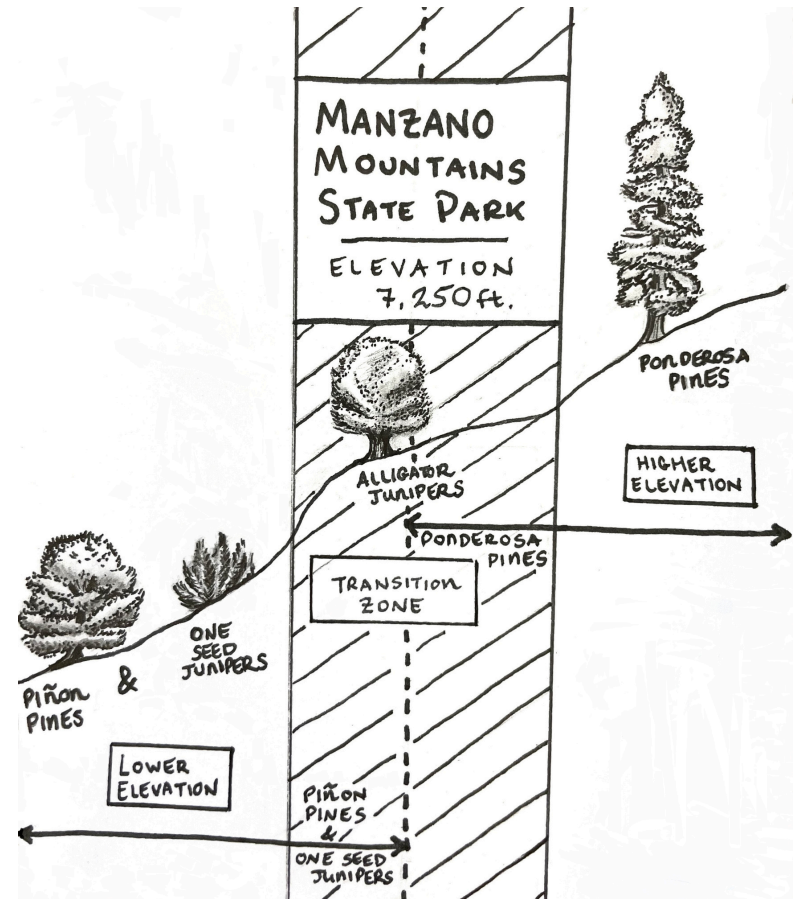 MANZANO
MOUNTAINS
STATE PARK
ELEVATION
7,250 ft.
PONDEROSA
PINES
ALLIGATOR
JUNIPERS
HIGHER
ELEVATION
PONDEROSA
PINES
TRANSITION
ZONE
ONE
SEED
JUNIPERS
&
PIÑON
PINES
LOWER
ELEVATION
PIÑON
PINES
&
ONE SEED
JUNIPERS